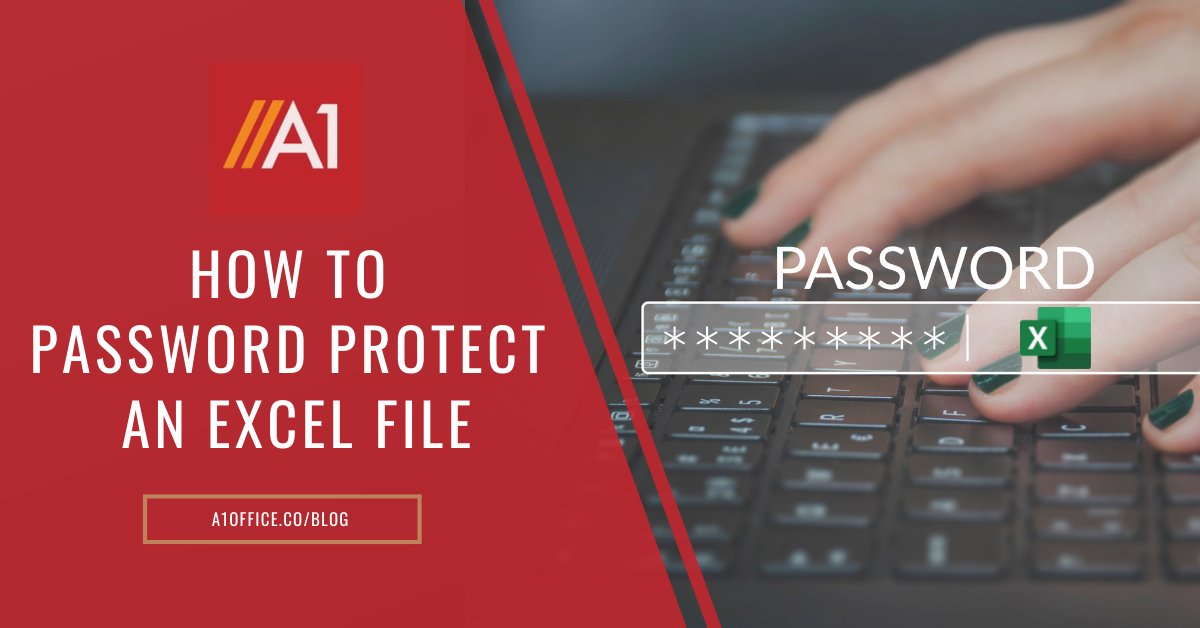 A1
HOW TO
PASSWORD PROTECT
AN EXCEL FILE
A1OFFICE.CO/BLOG
PASSWORD
*********|
X
T
R
F
D
C